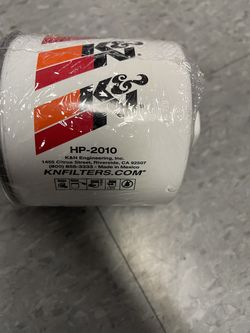 K&N
K&N
HP-2010
K&N Engineering, Inc.
1455 Citrus Street, Riverside, CA 92507
(800) 858-3333 - Made in Mexico
KNFILTERS.COM